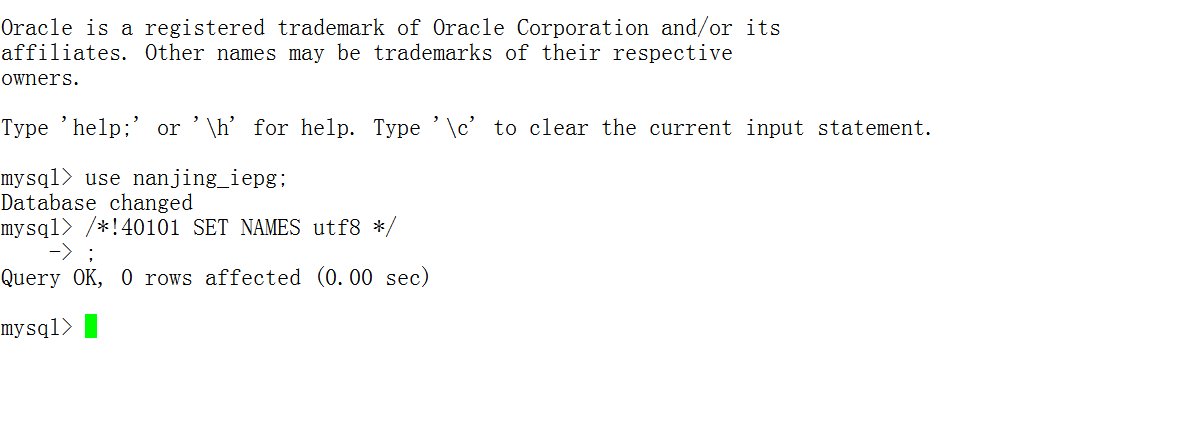 Oracle is a registered trademark of Oracle Corporation and/or its
affiliates. Other names may be trademarks of their respective
owners.
Type 'help;' or '\h' for help. Type '\c' to clear the current input statement.
mysql> use nanjing_iepg;
Database changed
mysql> /*!40101 SET NAMES utf8 */
    -> ;
Query OK, 0 rows affected (0.00 sec)
mysql>